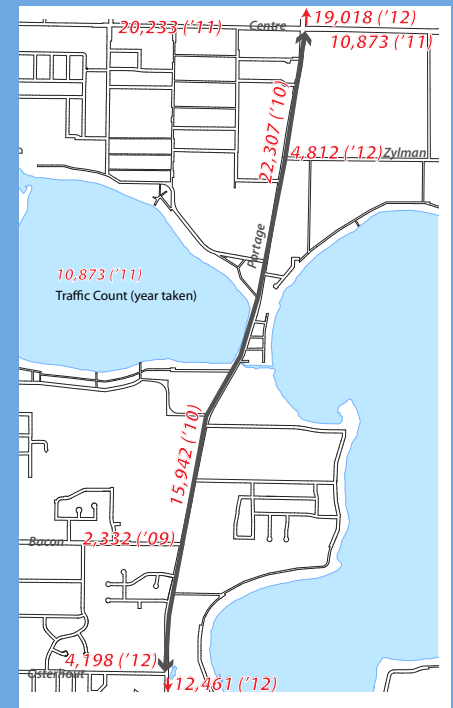 19,018 ('12)
20,233 ('11)
Centre
10,873 ('11)
22,307 ('10)
4,812 ('12)
Zylman
Portage
10,873 ('11)
Traffic Count (year taken)
15,942 ('10)
Bacon
2,332 ('09)
4,198 ('12)
Osterhout
12,461 ('12)